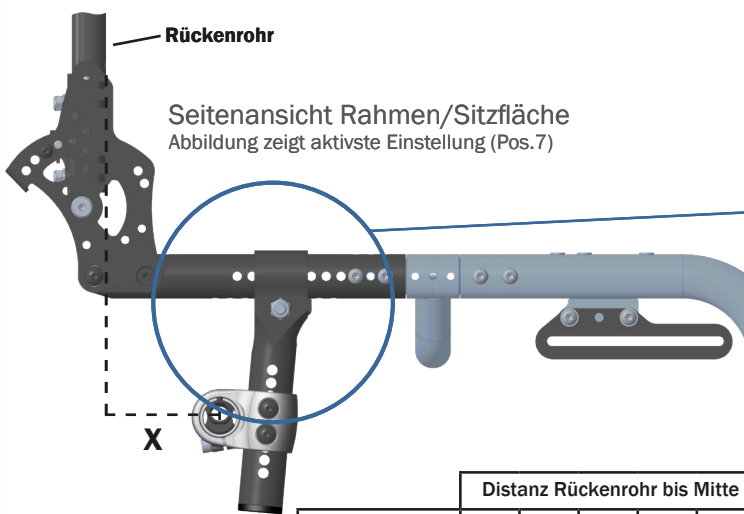 Rückenrohr
Seitenansicht Rahmen/Sitzfläche
Abbildung zeigt aktivste Einstellung (Pos.7)
X
Distanz Rückenrohr bis Mitte